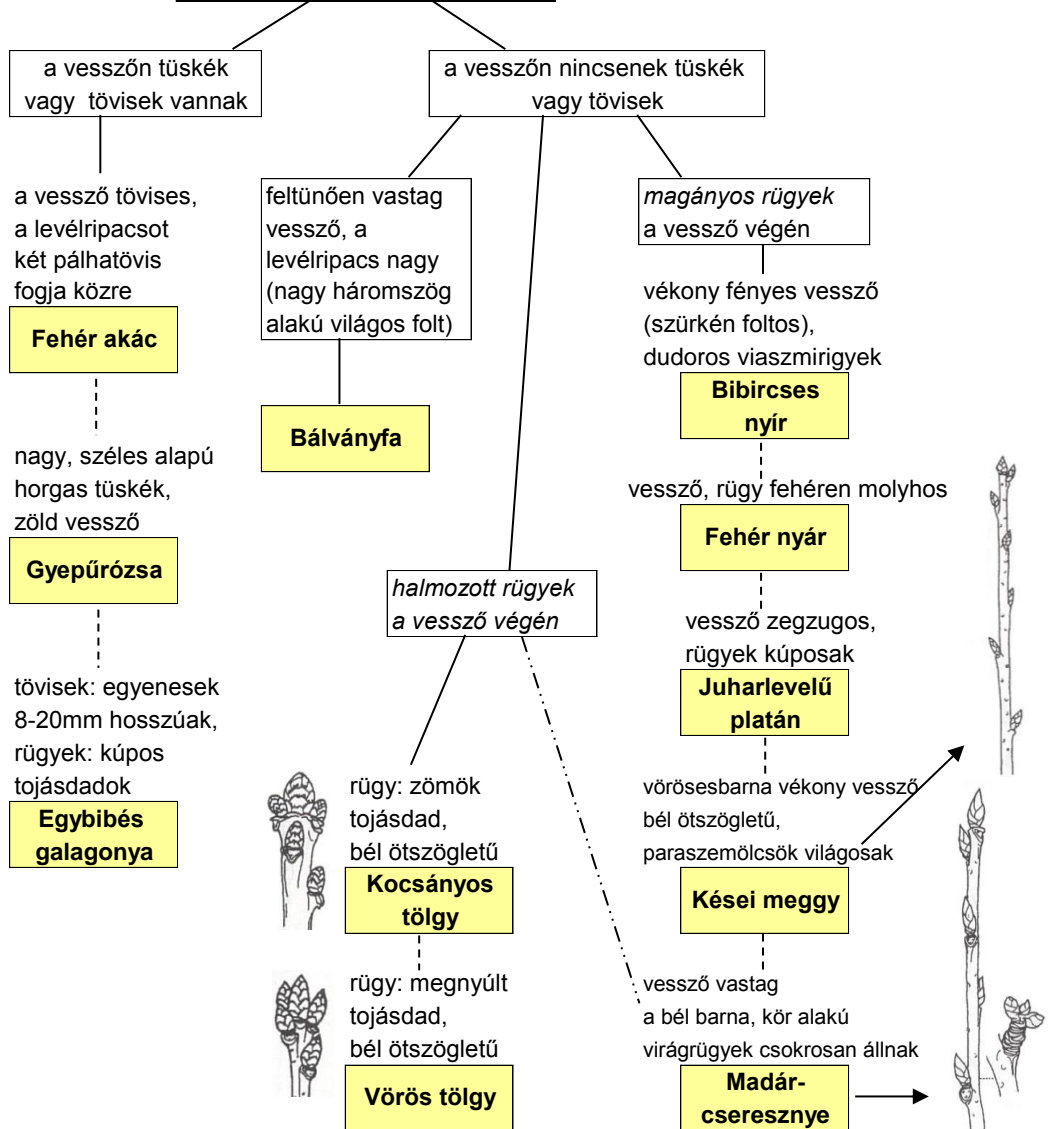 a vesszőn tüskék
vagy tövisek vannak
a vessző tövises,
a levélripacsot
két pálhatövis
fogja közre
Fehér akác
nagy, széles alapú
horgas tüskék,
zöld vessző
Gyepűrózsa
tövisek: egyenesek
8-20mm hosszúak,
rügyek: kúpos
tojásdadok
Egybibés
galagonya
a vesszőn nincsenek tüskék
vagy tövisek
feltünően vastag
vessző, a
levélripacs nagy
(nagy háromszög
alakú világos folt)
Bálványfa
halmozott rügyek
a vessző végén
rügy: zömök
tojásdad,
bél ötszögletű
Kocsányos
tölgy
rügy: megnyúlt
tojásdad,
bél ötszögletű
Vörös tölgy
magányos rügyek
a vessző végén
vékony fényes vessző
(szürkén foltos),
dudoros viaszmirigyek
Bibircses
nyír
vessző, rügy fehéren molyhos
Fehér nyár
vessző zegzugos,
rügyek kúposak
Juharlevelű
platán
vörösesbarna vékony vessző
bél ötszögletű,
paraszemölcsök világosak
Kései meggy
vessző vastag
a bél barna, kör alakú
virágrügyek csokrosan állnak
Madár-
cseresznye